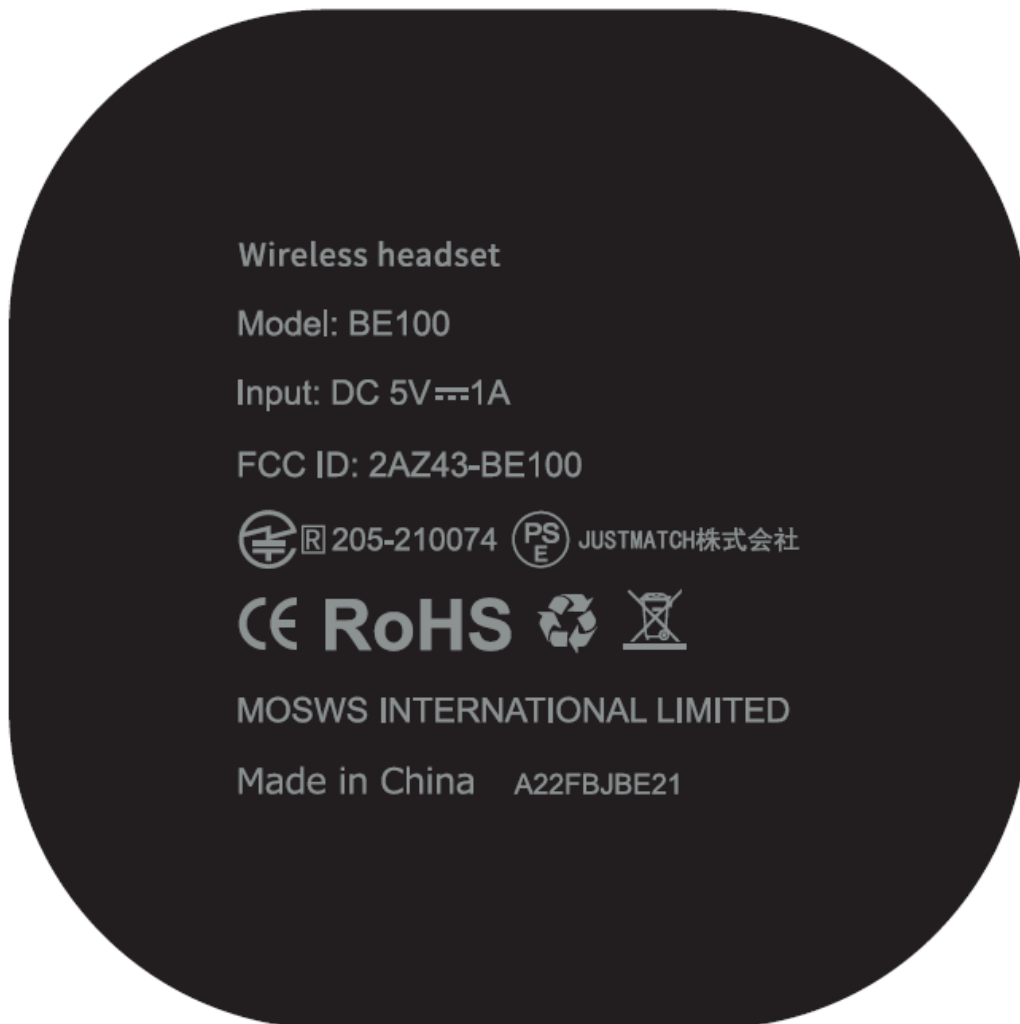 Wireless headset
Model: BE100
Input: DC 5V⎓1A
FCC ID: 2AZ43-BE100
R 205-210074 PSE JUSTMATCH株式会社
CE RoHS
MOSWS INTERNATIONAL LIMITED
Made in China A22FBJBE21